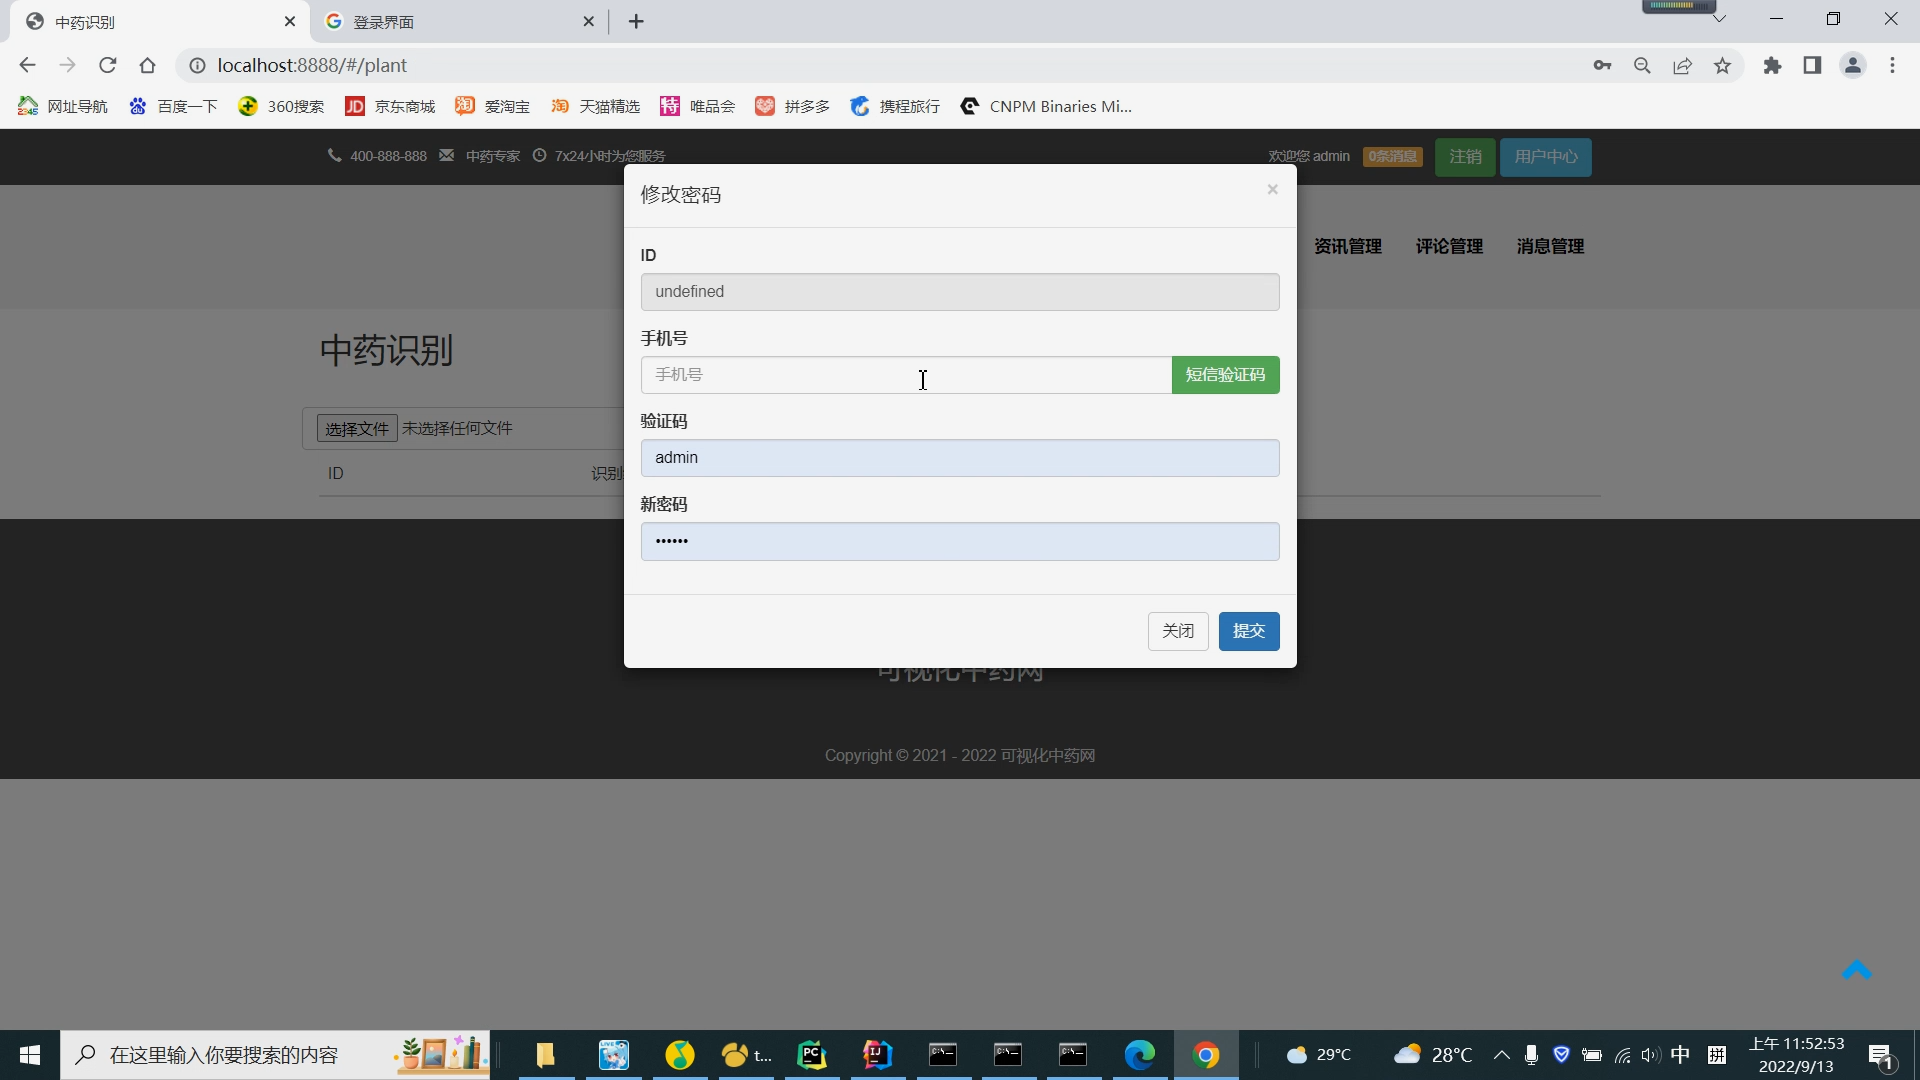 中药识别
登录界面
localhost:8888/#/plant
网址导航
百度一下
360搜索
京东商城
爱淘宝
天猫精选
唯品会
拼多多
携程旅行
CNPM Binaries Mi...
400-888-888 中药专家 7x24小时为您服务
欢迎您 admin 0条消息 注销 用户中心
修改密码
×
资讯管理 评论管理 消息管理
ID
undefined
手机号
手机号 短信验证码
验证码
admin
新密码
••••••
关闭 提交
中药识别
选择文件 未选择任何文件
ID 识别
可视化中药网
Copyright © 2021 - 2022 可视化中药网
在这里输入你要搜索的内容
t...
29°C
28°C
中
拼
上午 11:52:53
2022/9/13
1